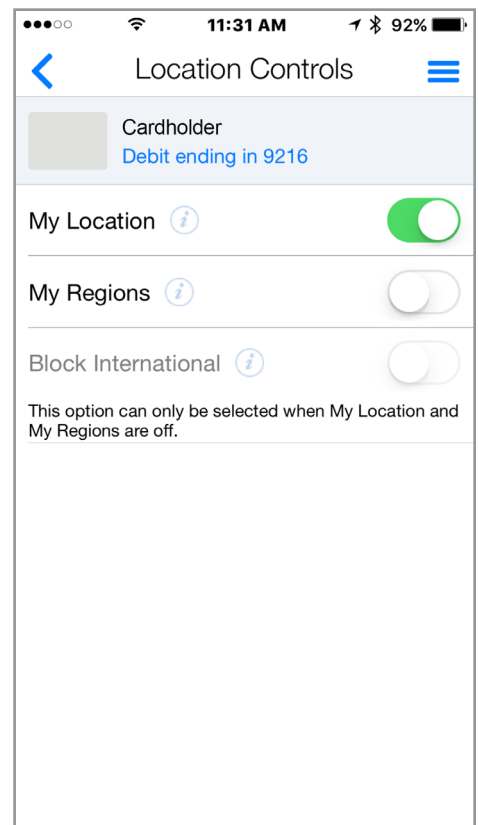 11:31 AM 92%
Location Controls
Cardholder
Debit ending in 9216
My Location i
My Regions i
Block International i
This option can only be selected when My Location and
My Regions are off.